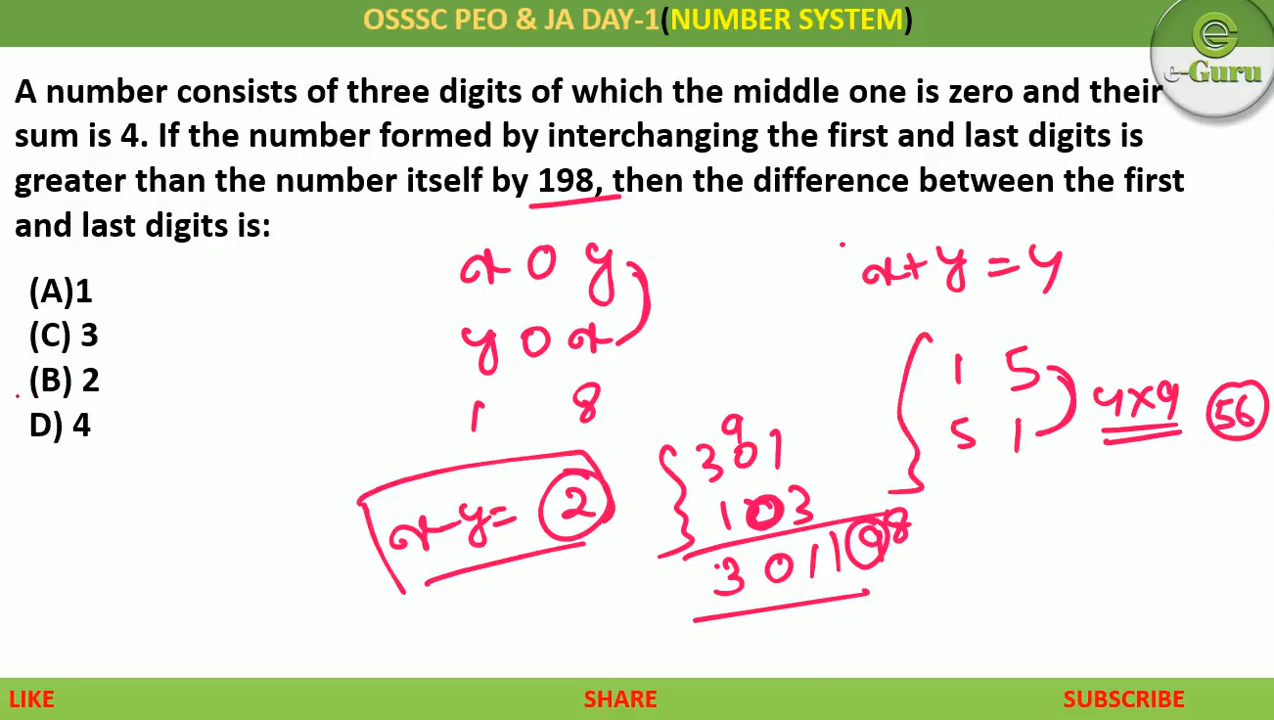 OSSSC PEO & JA DAY-1(NUMBER SYSTEM)
e-Guru
A number consists of three digits of which the middle one is zero and their
sum is 4. If the number formed by interchanging the first and last digits is
greater than the number itself by 198, then the difference between the first
and last digits is:
(A)1
(C) 3
(B) 2
D) 4
x 0 y
y 0 x
1 8
x-y= 2
x+y=4
1 5
5 1
4x9
56
9
301
103
198
301
LIKE
SHARE
SUBSCRIBE